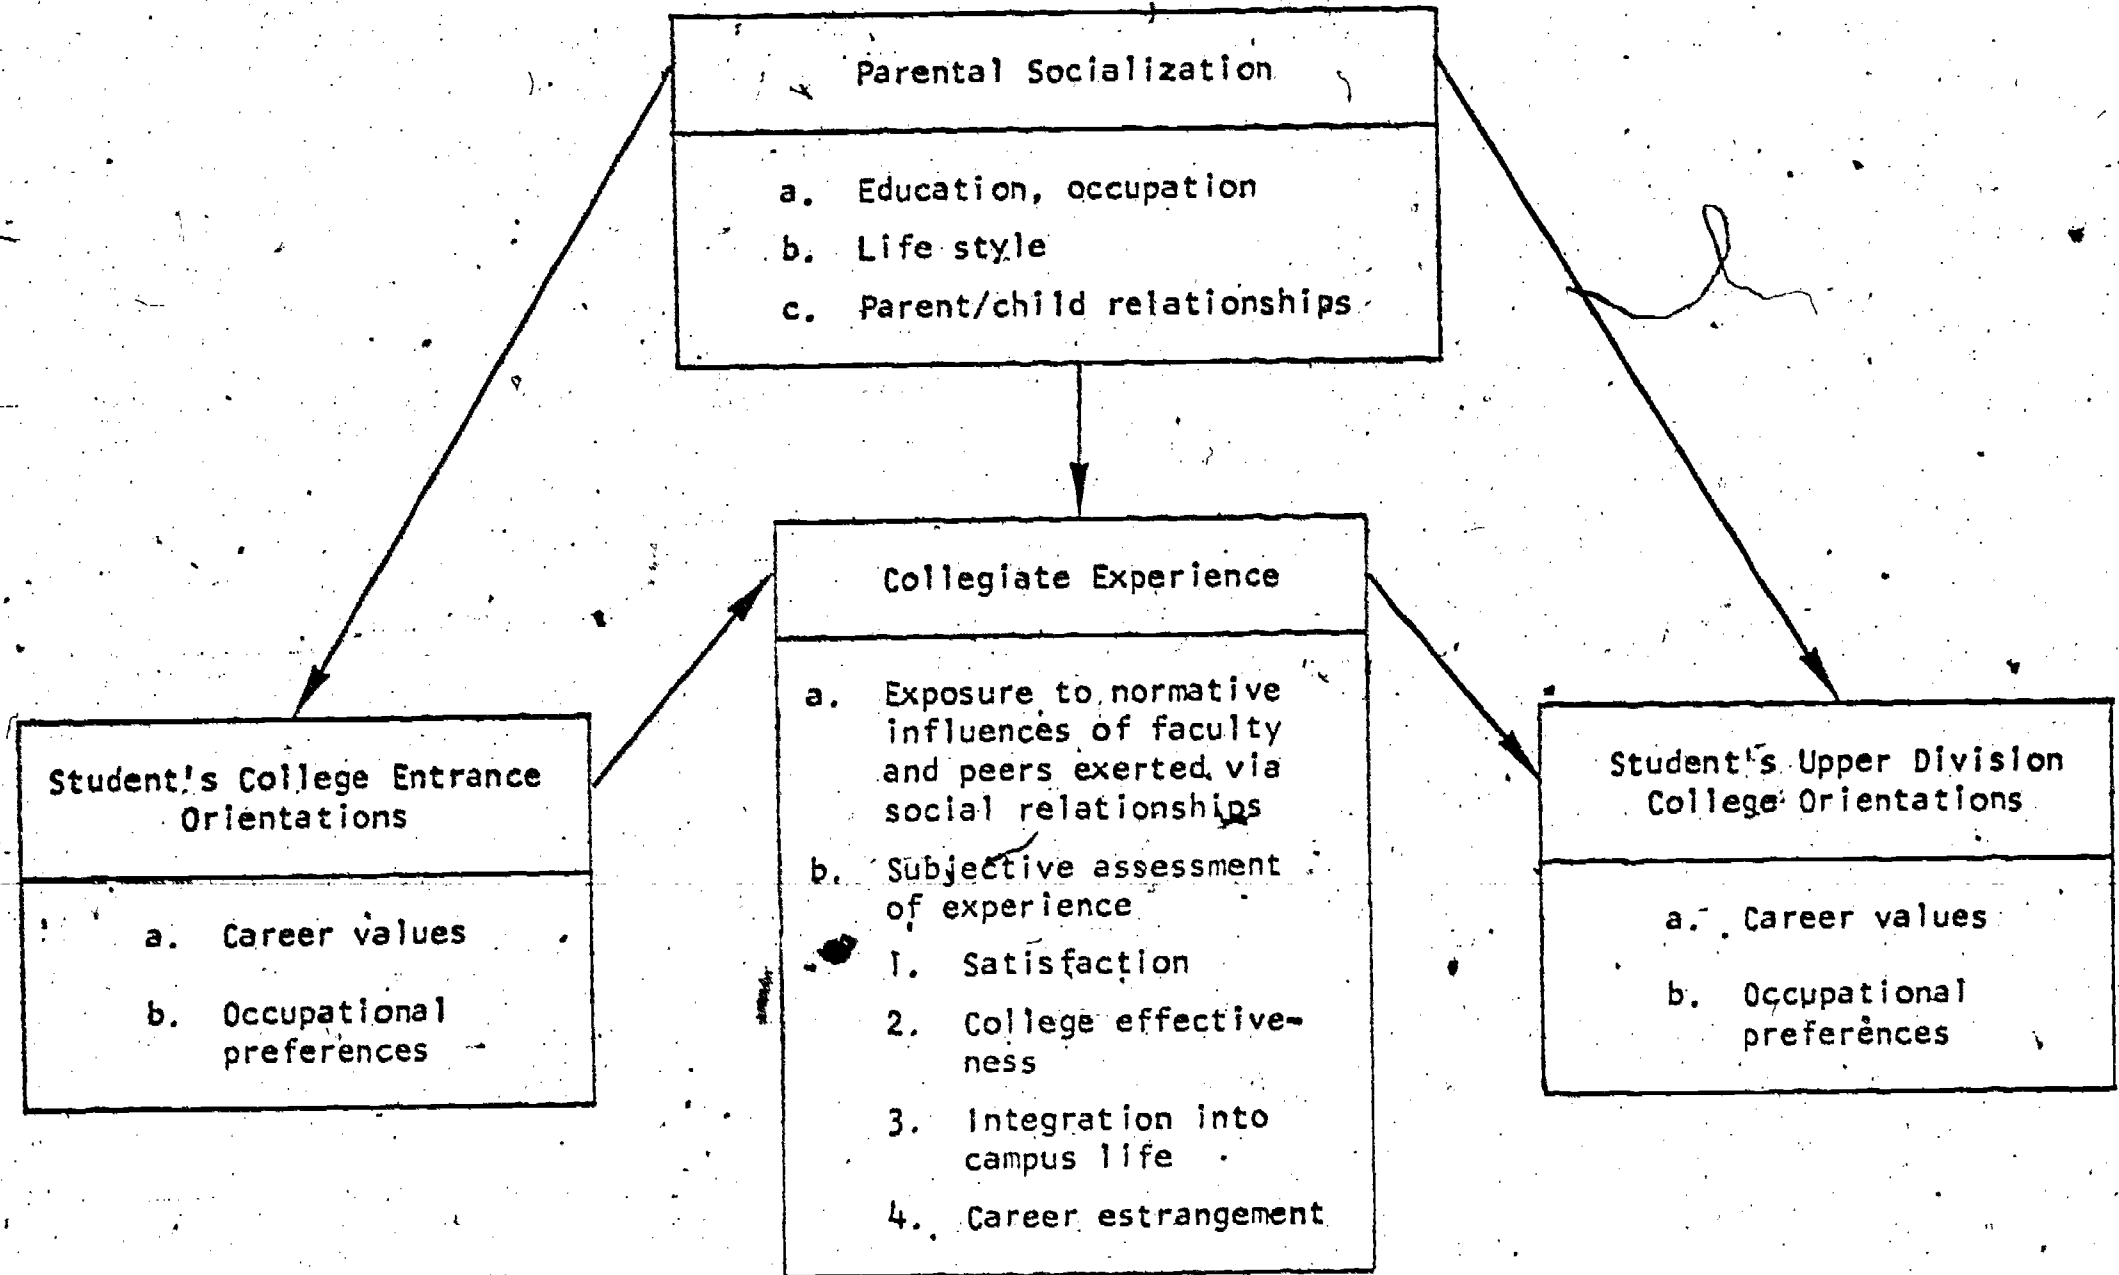 Parental Socialization
a. Education, occupation
b. Life style
c. Parent/child relationships
Collegiate Experience
a. Exposure to normative
influences of faculty
and peers exerted via
social relationships
b. Subjective assessment
of experience
1. Satisfaction
2. College effective-
ness
3. Integration into
campus life
4. Career estrangement
Student's College Entrance
Orientations
a. Career values
b. Occupational
preferences
Student's Upper Division
College Orientations
a. Career values
b. Occupational
preferences